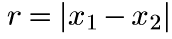 r = |x₁ − x₂|